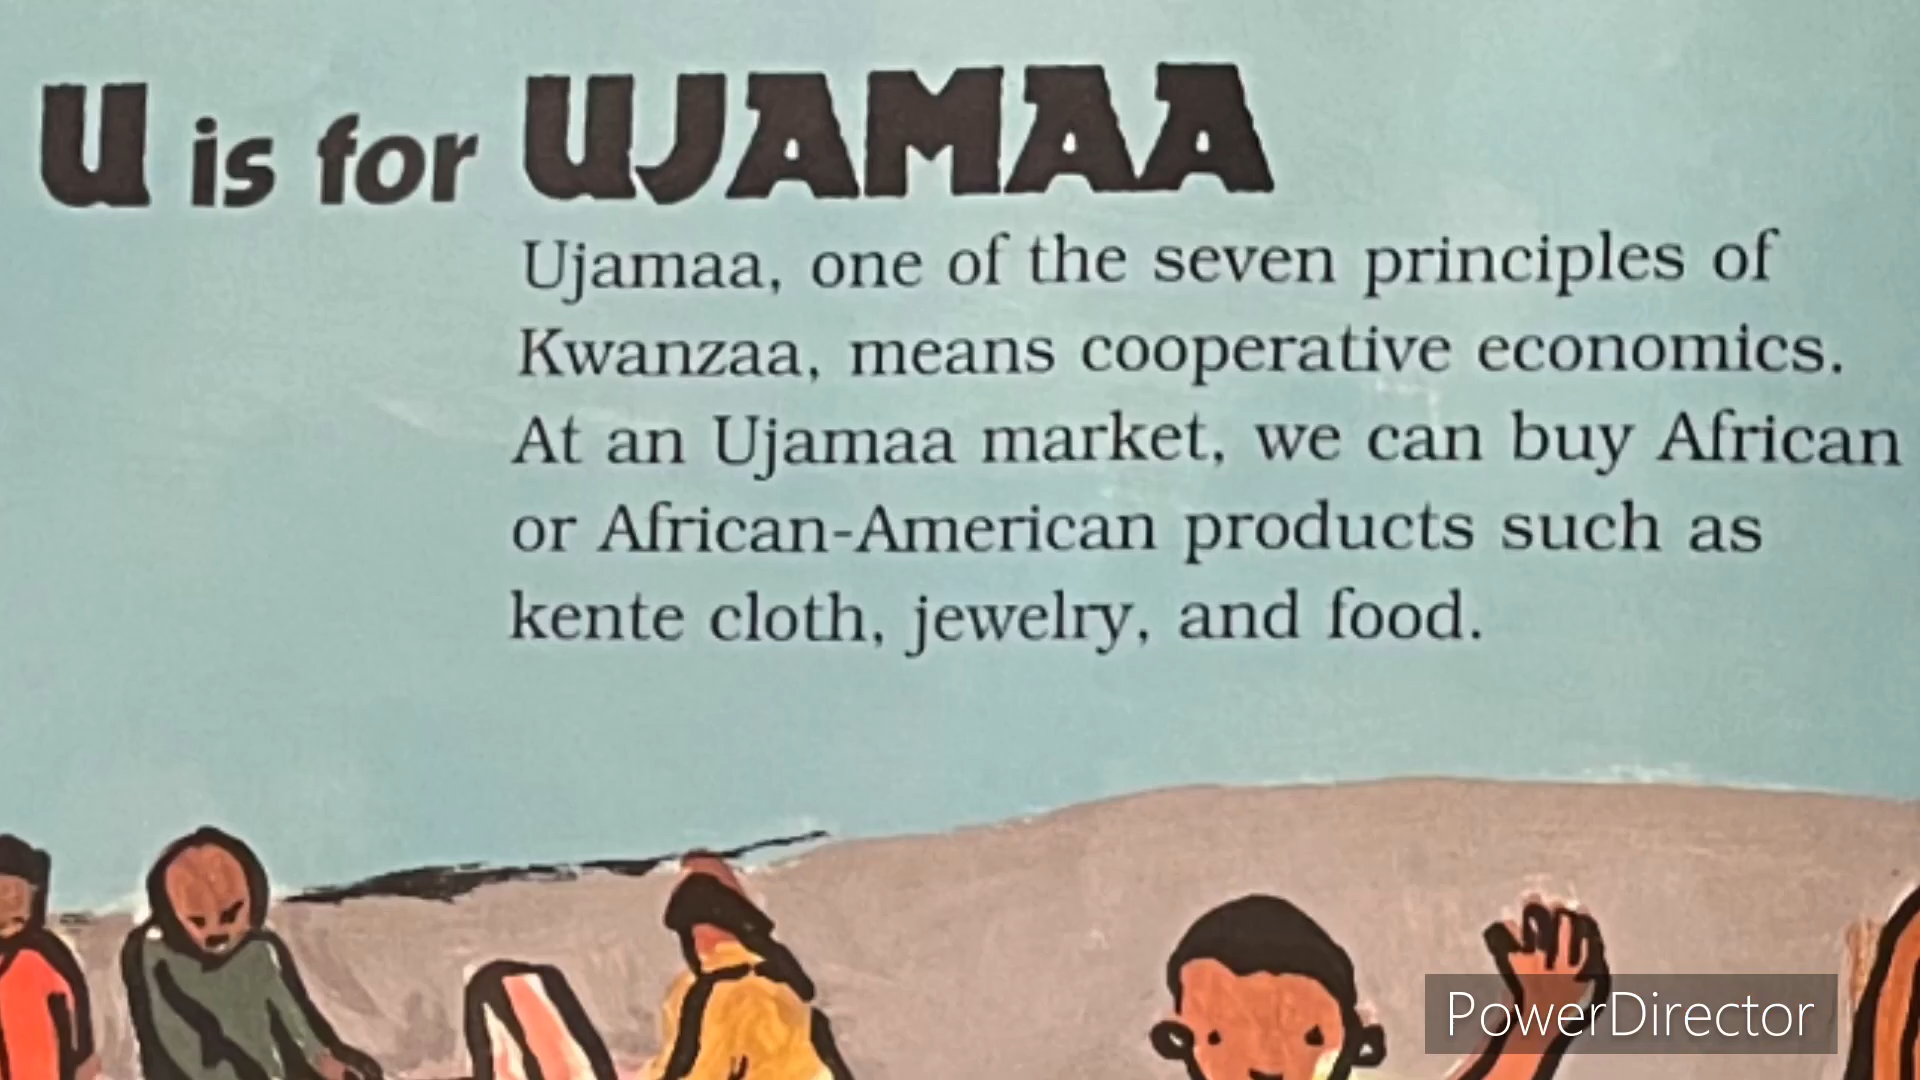 U is for UJAMAA
Ujamaa, one of the seven principles of
Kwanzaa, means cooperative economics.
At an Ujamaa market, we can buy African
or African-American products such as
kente cloth, jewelry, and food.
PowerDirector